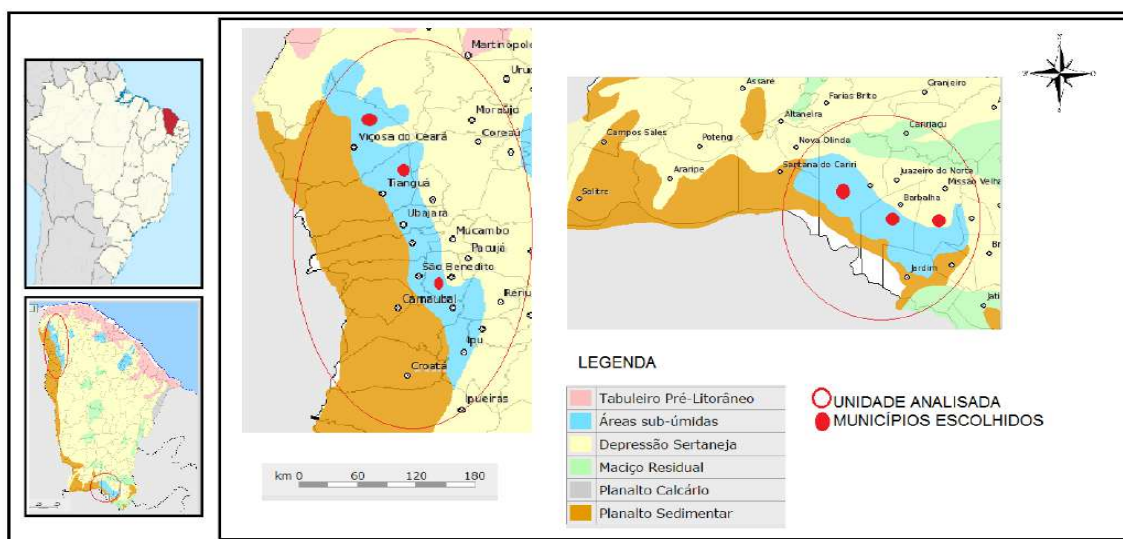 Martinópole
Uru
Moraújo
Coreaú
Viçosa do Ceará
Tianguá
Ubajara
Mucambo
Pacujá
São Benedito
Carnaubal
Reriu
Ipu
Croatá
Ipueiras
km 0 60 120 180
Assaré
Granjeiro
Farias Brito
Altaneira
Campos Sales
Potengi
Nova Olinda
Caririaçu
Araripe
Santana do Cariri
Juazeiro do Norte
Missão Velha
Salitre
Barbalha
Jardim
Br
Jati
LEGENDA
Tabuleiro Pré-Litorâneo
Áreas sub-úmidas
Depressão Sertaneja
Maciço Residual
Planalto Calcário
Planalto Sedimentar
UNIDADE ANALISADA
MUNICÍPIOS ESCOLHIDOS